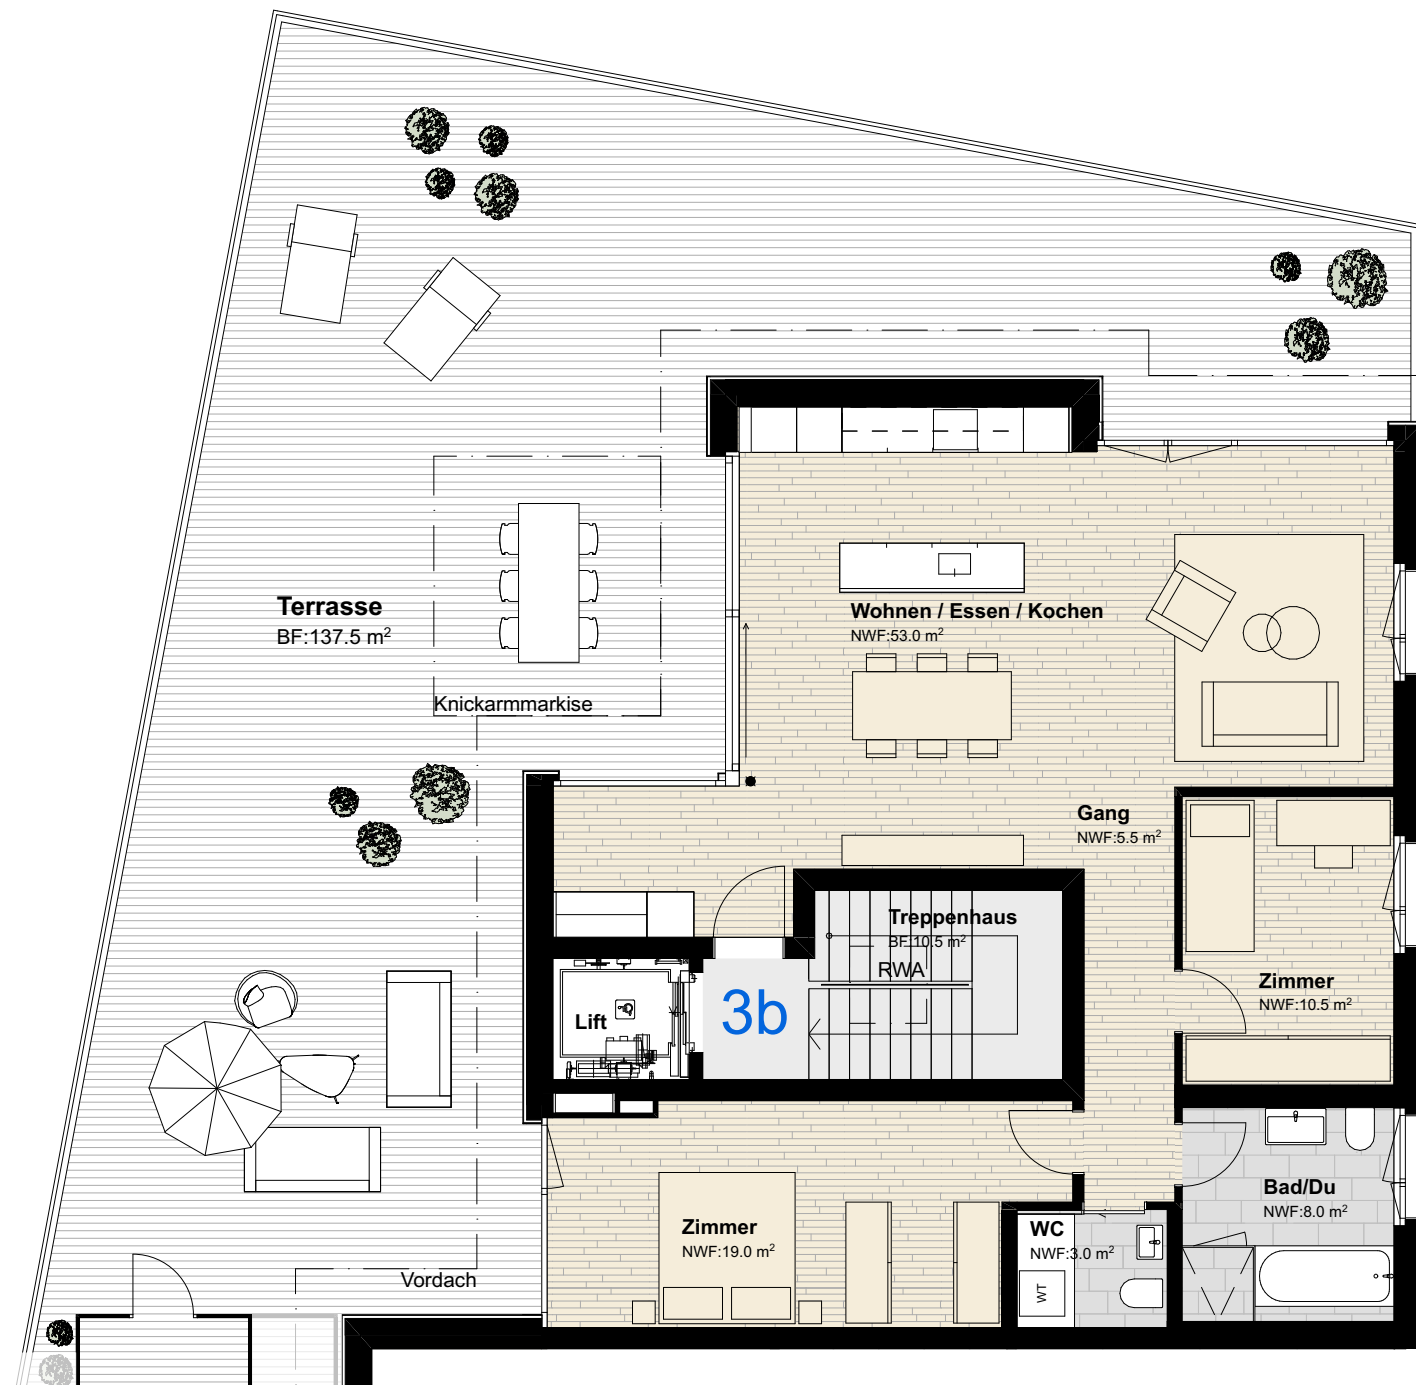 Terrasse
BF:137.5 m²
Knickarmmarkise
Wohnen / Essen / Kochen
NWF:53.0 m²
Gang
NWF:5.5 m²
Treppenhaus
BF:10.5 m²
RWA
Lift
3b
Zimmer
NWF:10.5 m²
Zimmer
NWF:19.0 m²
WC
NWF:3.0 m²
WT
Bad/Du
NWF:8.0 m²
Vordach